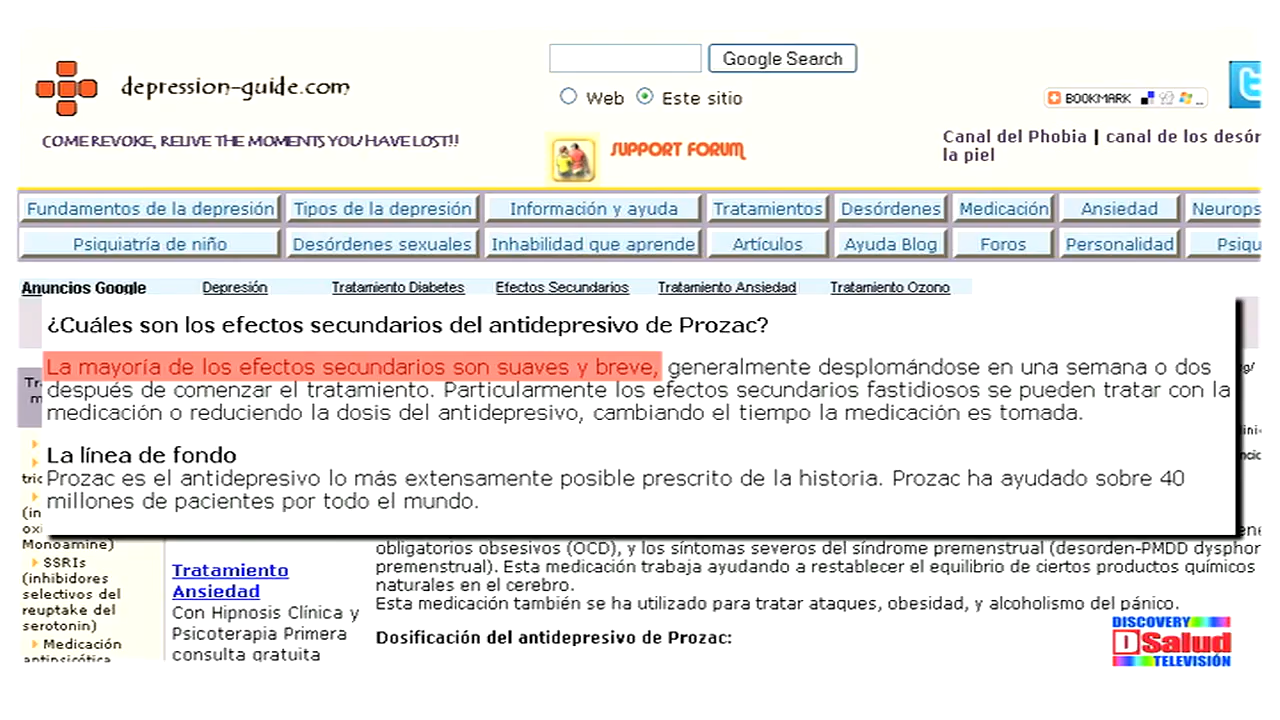 depression-guide.com
COME REVOKE, RELIVE THE MOMENTS YOU HAVE LOST!!
Google Search
Web Este sitio
SUPPORT FORUM
BOOKMARK
Canal del Phobia | canal de los desór
la piel
Fundamentos de la depresión Tipos de la depresión Información y ayuda Tratamientos Desórdenes Medicación Ansiedad Neurops
Psiquiatría de niño Desórdenes sexuales Inhabilidad que aprende Artículos Ayuda Blog Foros Personalidad Psiqu
Anuncios Google Depresión Tratamiento Diabetes Efectos Secundarios Tratamiento Ansiedad Tratamiento Ozono
¿Cuáles son los efectos secundarios del antidepresivo de Prozac?
La mayoría de los efectos secundarios son suaves y breve, generalmente desplomándose en una semana o dos
después de comenzar el tratamiento. Particularmente los efectos secundarios fastidiosos se pueden tratar con la
medicación o reduciendo la dosis del antidepresivo, cambiando el tiempo la medicación es tomada.
La línea de fondo
Prozac es el antidepresivo lo más extensamente posible prescrito de la historia. Prozac ha ayudado sobre 40
millones de pacientes por todo el mundo.
Monoamine)
SSRIs
(inhibidores
selectivos del
reuptake del
serotonin)
Medicación
antipsicótica
Tratamiento
Ansiedad
Con Hipnosis Clínica y
Psicoterapia Primera
consulta gratuita
obligatorios obsesivos (OCD), y los síntomas severos del síndrome premenstrual (desorden-PMDD dysphor
premenstrual). Esta medicación trabaja ayudando a restablecer el equilibrio de ciertos productos químicos
naturales en el cerebro.
Esta medicación también se ha utilizado para tratar ataques, obesidad, y alcoholismo del pánico.
Dosificación del antidepresivo de Prozac:
DISCOVERY
DSalud
TELEVISIÓN